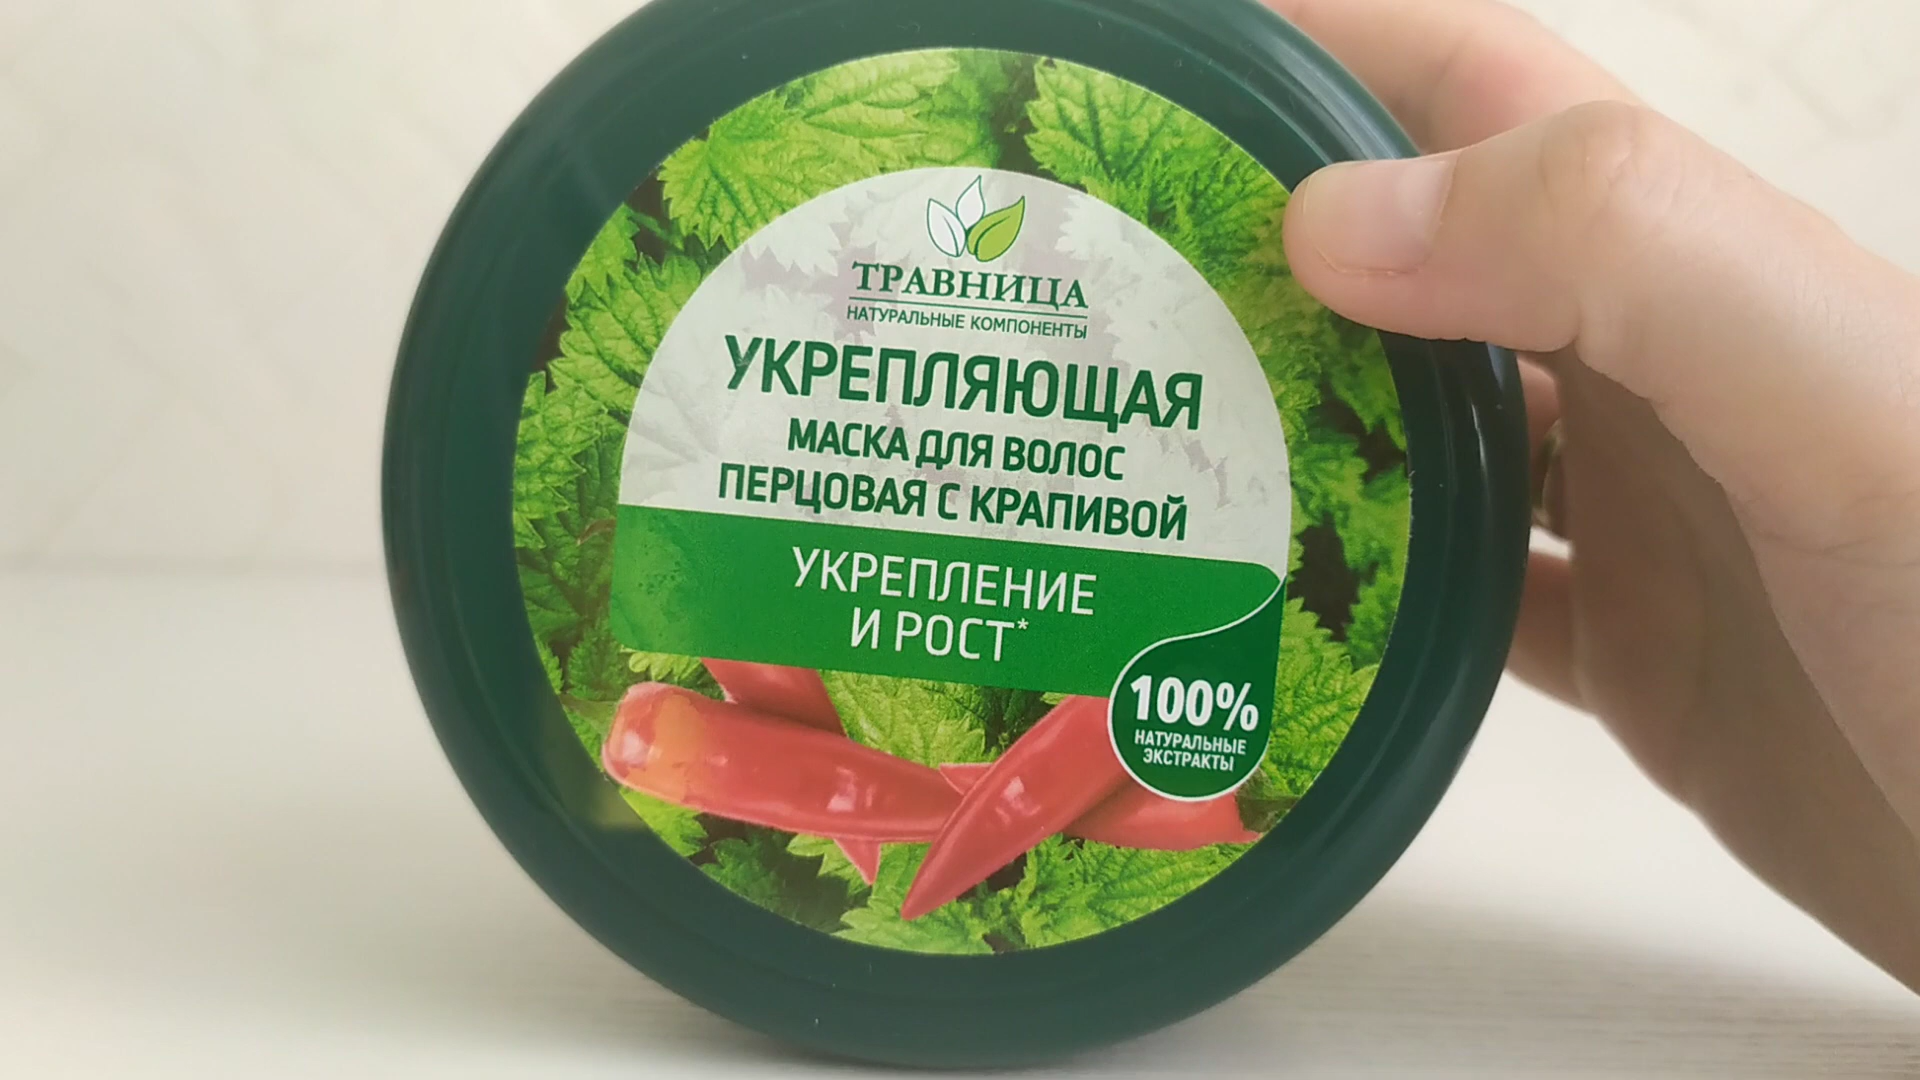 ТРАВНИЦА
НАТУРАЛЬНЫЕ КОМПОНЕНТЫ
УКРЕПЛЯЮЩАЯ
МАСКА ДЛЯ ВОЛОС
ПЕРЦОВАЯ С КРАПИВОЙ
УКРЕПЛЕНИЕ
И РОСТ*
100%
НАТУРАЛЬНЫЕ
ЭКСТРАКТЫ